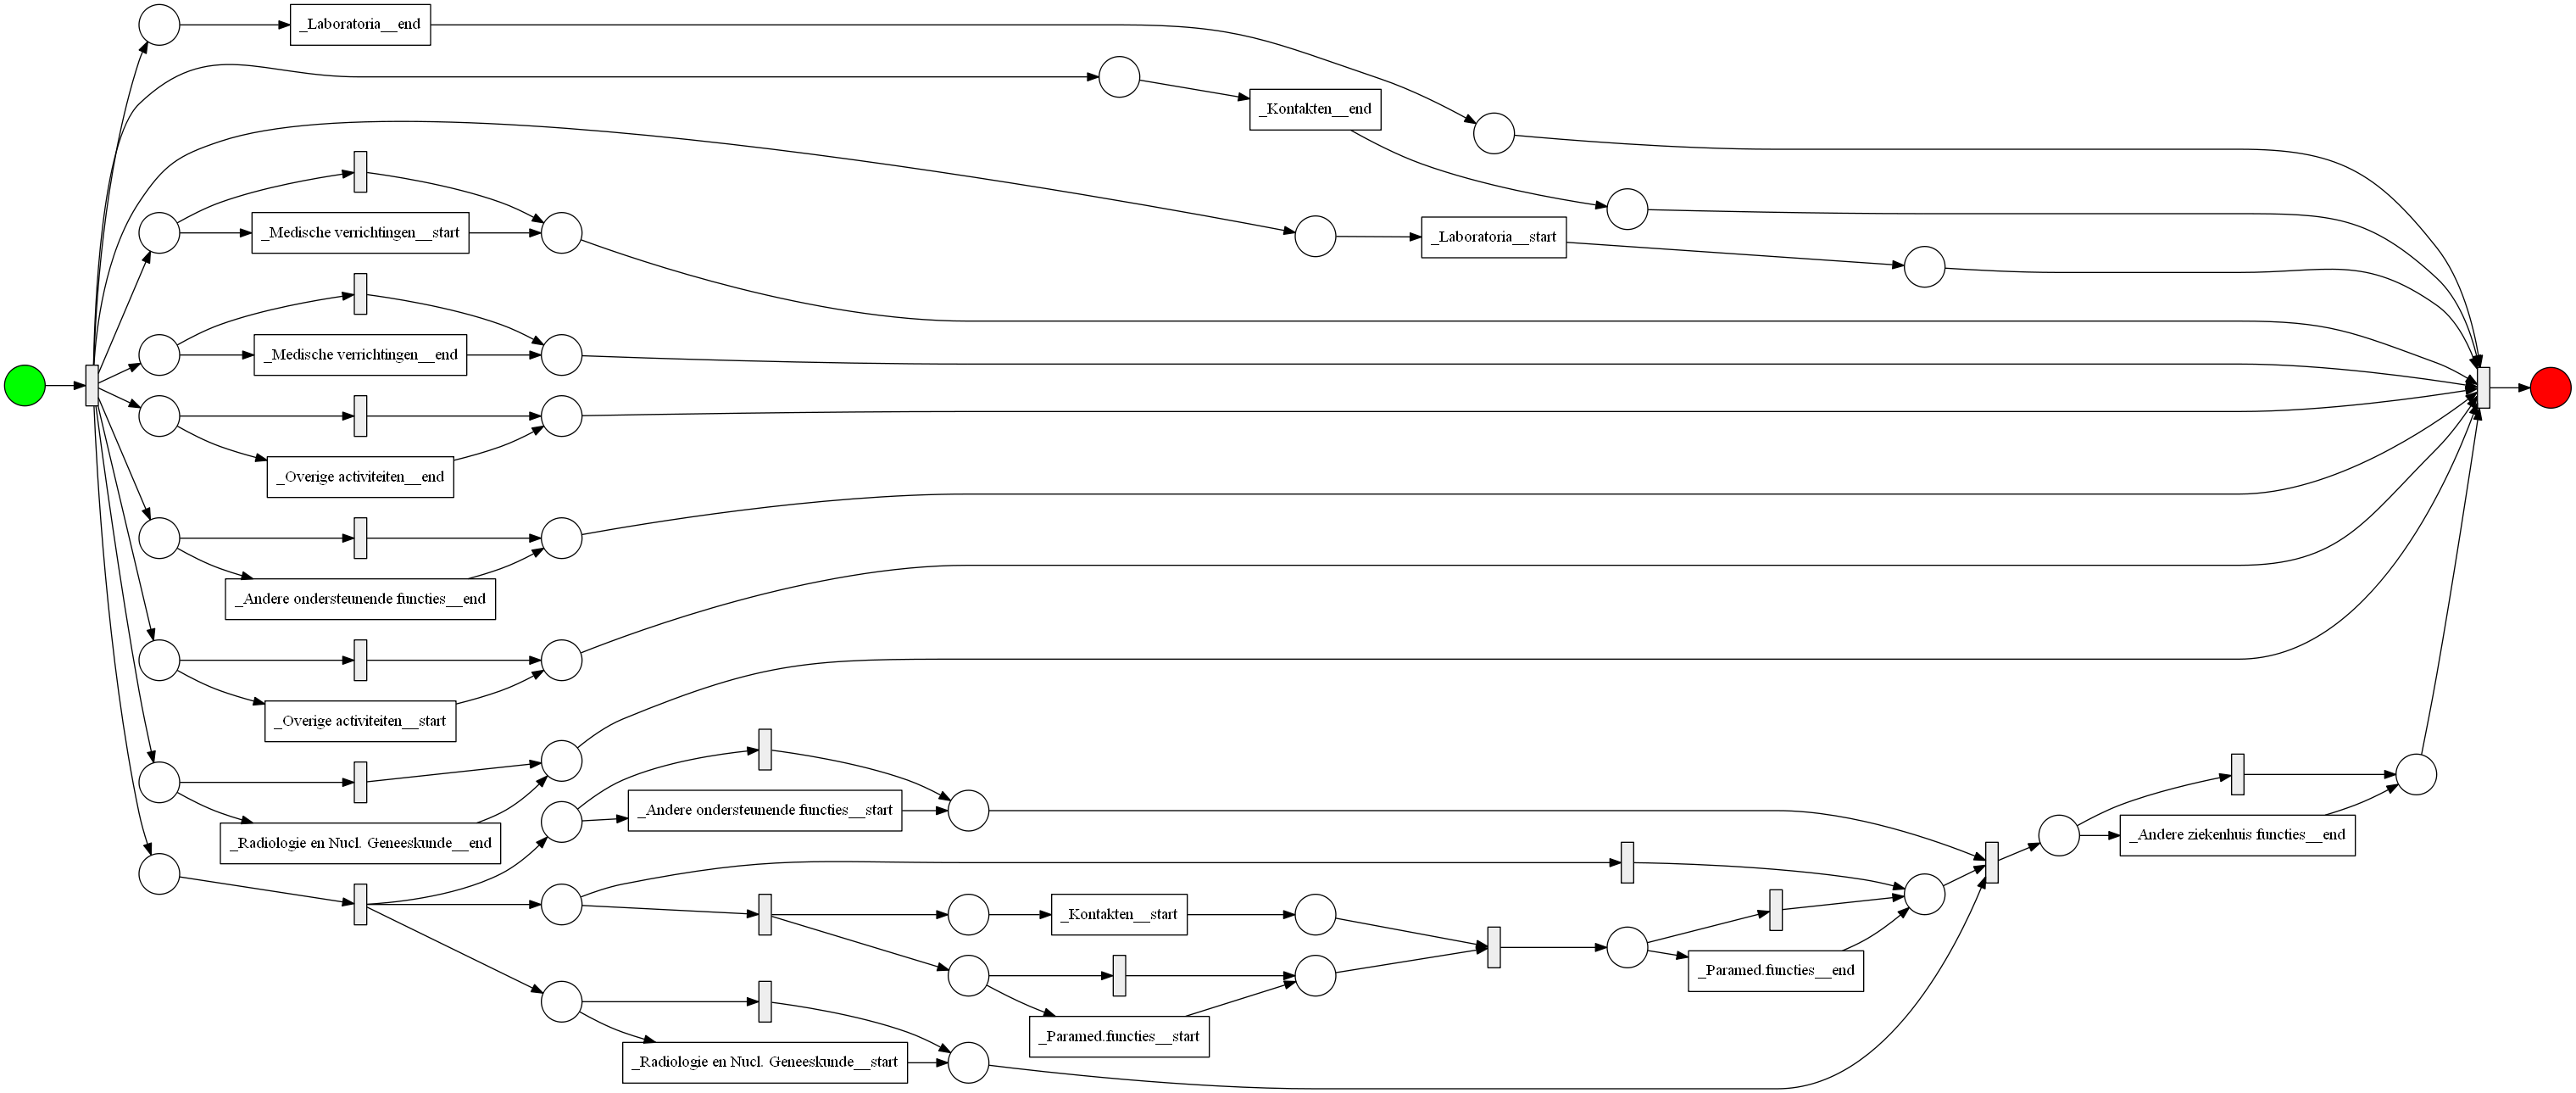 _Laboratoria__end
_Kontakten__end
_Medische verrichtingen__start
_Laboratoria__start
_Medische verrichtingen__end
_Overige activiteiten__end
_Andere ondersteunende functies__end
_Overige activiteiten__start
_Andere ondersteunende functies__start
_Radiologie en Nucl. Geneeskunde__end
_Andere ziekenhuis functies__end
_Kontakten__start
_Paramed.functies__end
_Paramed.functies__start
_Radiologie en Nucl. Geneeskunde__start